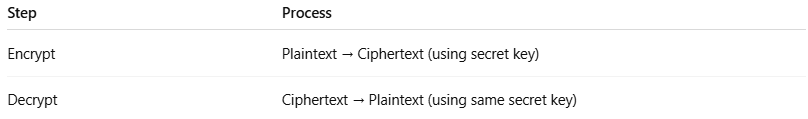 Step Process
Encrypt Plaintext → Ciphertext (using secret key)
Decrypt Ciphertext → Plaintext (using same secret key)